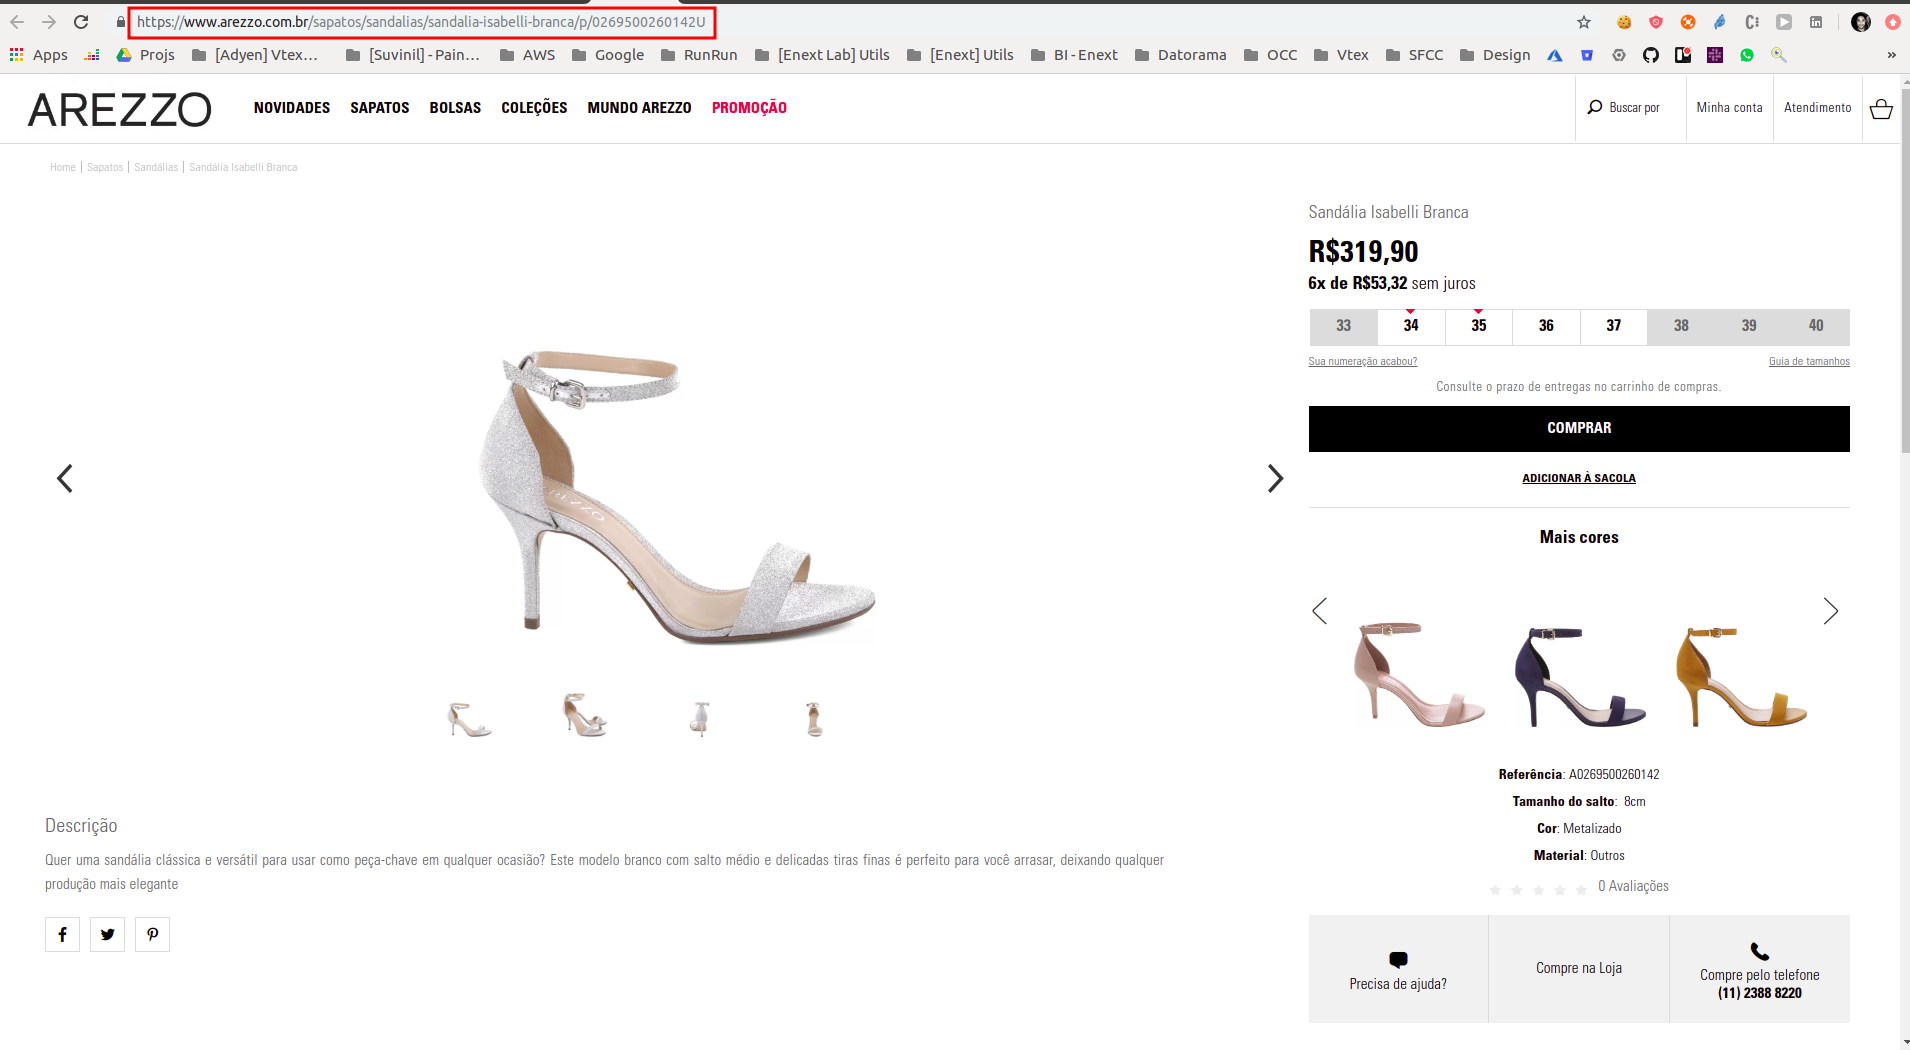 https://www.arezzo.com.br/sapatos/sandalias/sandalia-isabelli-branca/p/0269500260142U
Apps Projs [Adyen] Vtex... [Suvinil] - Pain... AWS Google RunRun [Enext Lab] Utils [Enext] Utils BI - Enext Datorama OCC Vtex SFCC Design »
AREZZO NOVIDADES SAPATOS BOLSAS COLEÇÕES MUNDO AREZZO PROMOÇÃO Buscar por Minha conta Atendimento
Home | Sapatos | Sandálias | Sandália Isabelli Branca
Sandália Isabelli Branca
R$319,90
6x de R$53,32 sem juros
33 34 35 36 37 38 39 40
Sua numeração acabou? Guia de tamanhos
Consulte o prazo de entregas no carrinho de compras.
COMPRAR
ADICIONAR À SACOLA
Mais cores
Referência: A0269500260142
Tamanho do salto: 8cm
Cor: Metalizado
Material: Outros
0 Avaliações
Descrição
Quer uma sandália clássica e versátil para usar como peça-chave em qualquer ocasião? Este modelo branco com salto médio e delicadas tiras finas é perfeito para você arrasar, deixando qualquer
produção mais elegante
Precisa de ajuda?
Compre na Loja
Compre pelo telefone
(11) 2388 8220